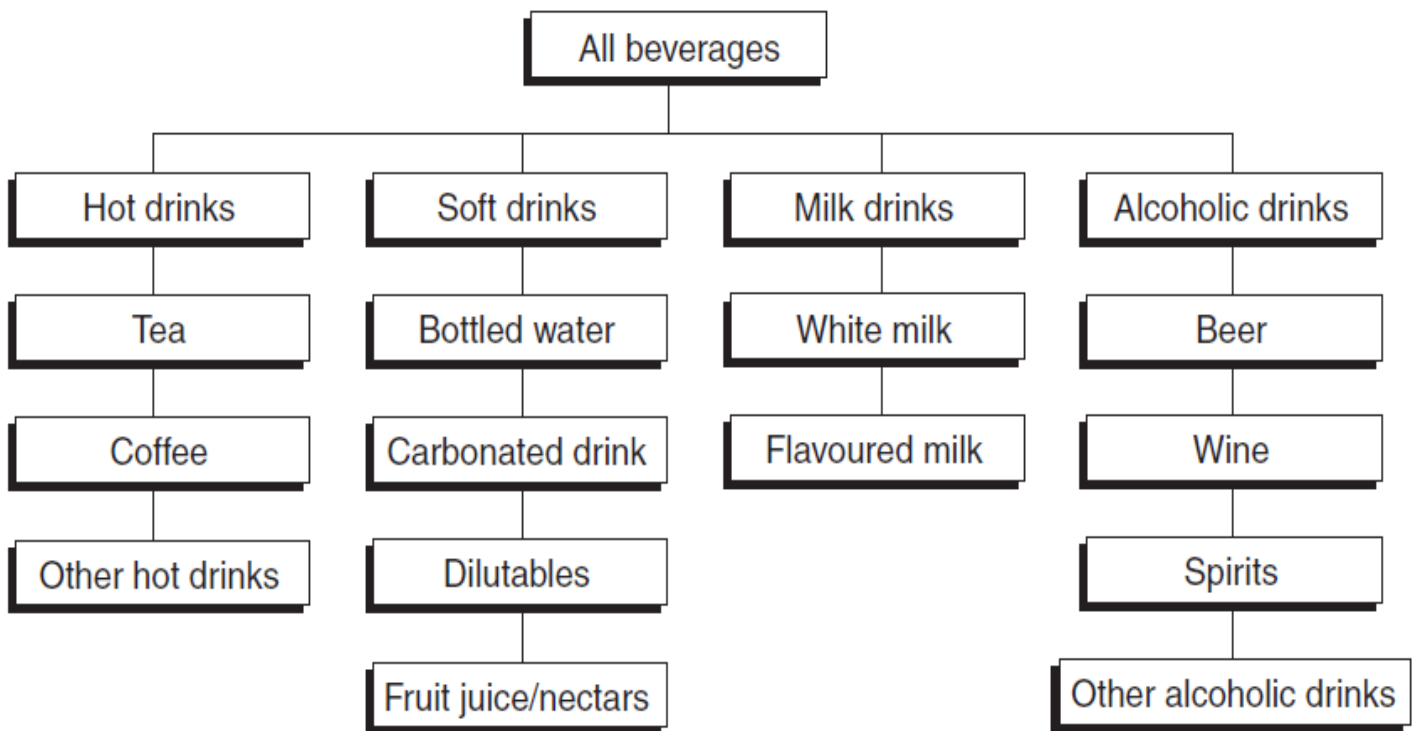 All beverages
Hot drinks
Soft drinks
Milk drinks
Alcoholic drinks
Tea
Bottled water
White milk
Beer
Coffee
Carbonated drink
Flavoured milk
Wine
Other hot drinks
Dilutables
Spirits
Fruit juice/nectars
Other alcoholic drinks